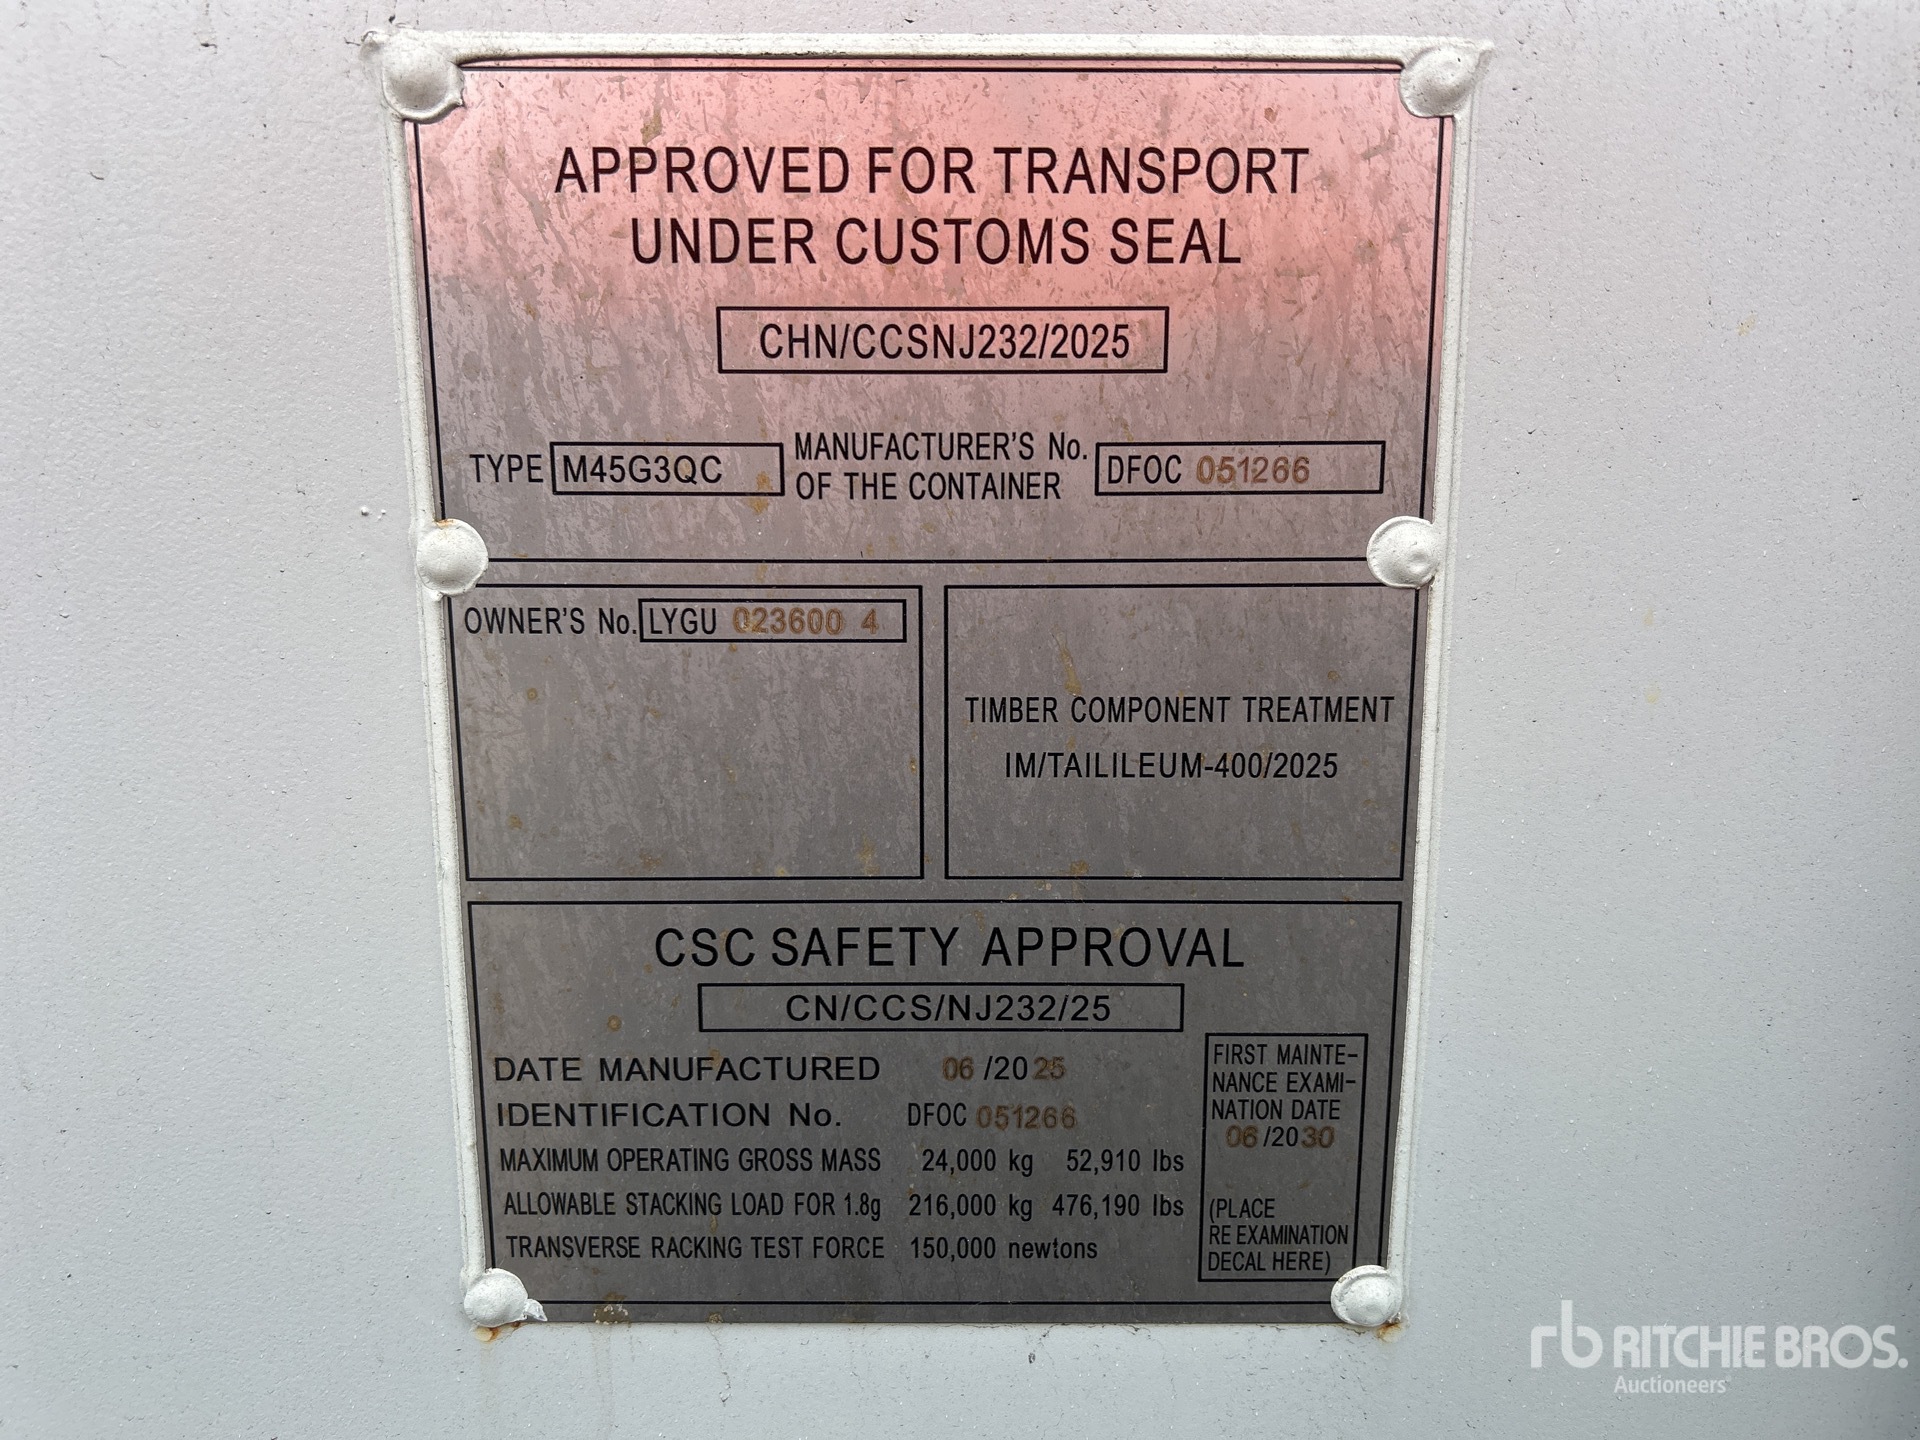 APPROVED FOR TRANSPORT
UNDER CUSTOMS SEAL
CHN/CCSNJ232/2025
TYPE M45G3QC
MANUFACTURER'S No.
OF THE CONTAINER
DFOC 051266
OWNER'S No. LYGU 023600 4
TIMBER COMPONENT TREATMENT
IM/TAILILEUM-400/2025
CSC SAFETY APPROVAL
CN/CCS/NJ232/25
DATE MANUFACTURED 06/2025
IDENTIFICATION No. DFOC 051266
MAXIMUM OPERATING GROSS MASS 24,000 kg 52,910 lbs
ALLOWABLE STACKING LOAD FOR 1.8g 216,000 kg 476,190 lbs
TRANSVERSE RACKING TEST FORCE 150,000 newtons
FIRST MAINTE-
NANCE EXAMI-
NATION DATE
06/2030
(PLACE
RE EXAMINATION
DECAL HERE)
rb RITCHIE BROS.
Auctioneers